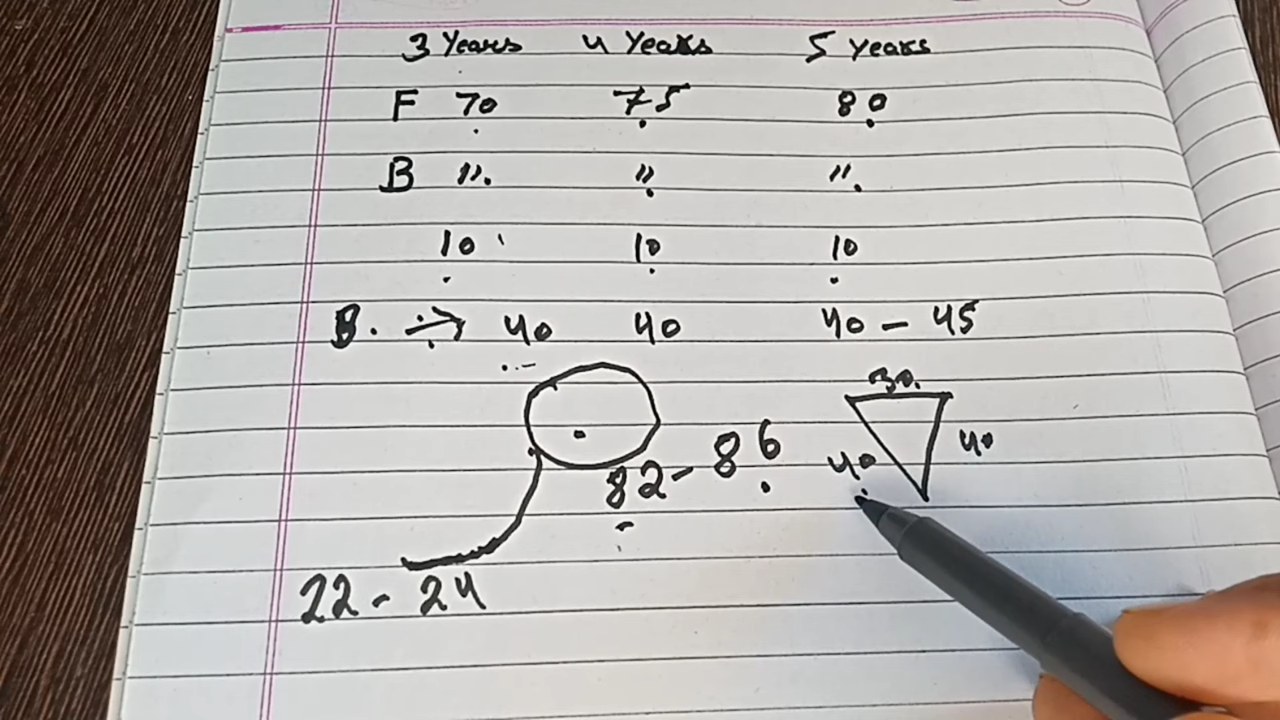 3 Years 4 Years 5 years
F 70 75 80
B ". " ".
10 10 10
B. ÷> 40 40 40 - 45
30.
40
82 - 86 40
22 - 24